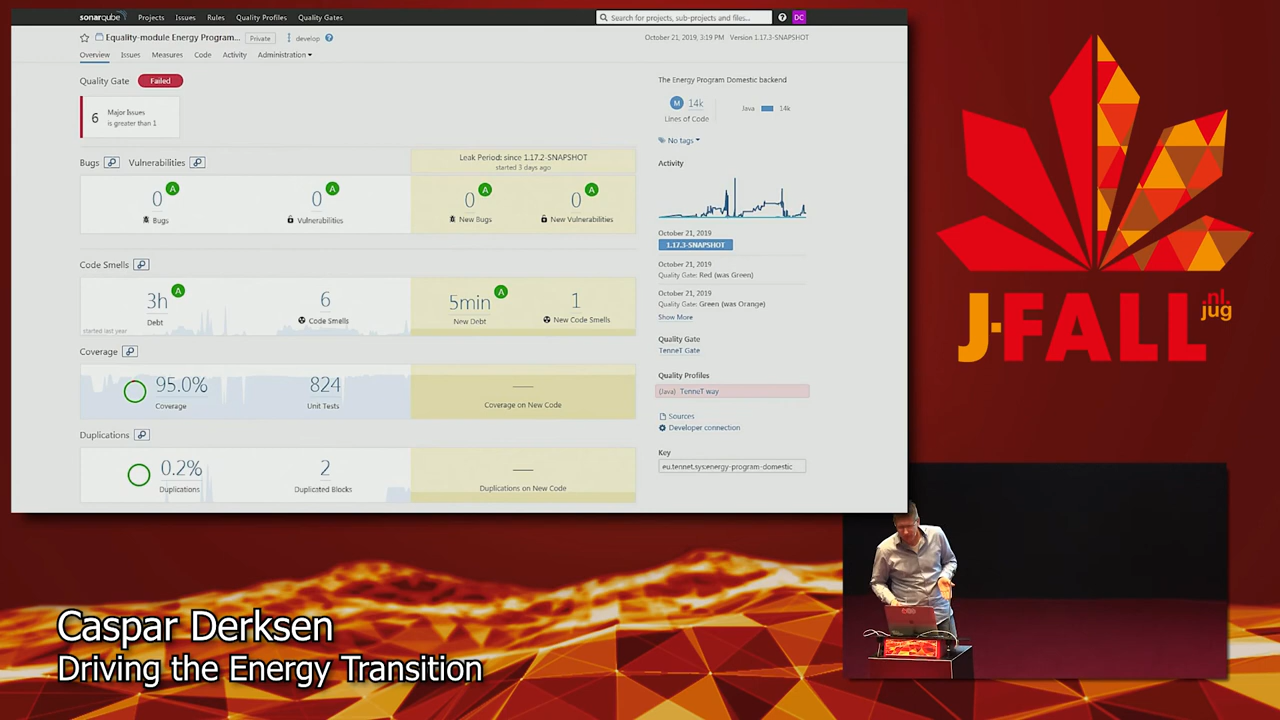 sonarqube Projects Issues Rules Quality Profiles Quality Gates Search for projects, sub-projects and files... ? DC
Equality-module Energy Program... Private develop ? October 21, 2019, 3:19 PM Version 1.17.3-SNAPSHOT
Overview Issues Measures Code Activity Administration
Quality Gate Failed
6 Major Issues
is greater than 1
Bugs Vulnerabilities
Leak Period: since 1.17.2-SNAPSHOT
started 3 days ago
0 A 0 A 0 A 0 A
Bugs Vulnerabilities New Bugs New Vulnerabilities
Code Smells
3h A 6 5min A 1
started last year Debt Code Smells New Debt New Code Smells
Coverage
95.0% 824 —
Coverage Unit Tests Coverage on New Code
Duplications
0.2% 2 —
Duplications Duplicated Blocks Duplications on New Code
The Energy Program Domestic backend
M 14k Java 14k
Lines of Code
No tags
Activity
October 21, 2019
1.17.3-SNAPSHOT
October 21, 2019
Quality Gate: Red (was Green)
October 21, 2019
Quality Gate: Green (was Orange)
Show More
Quality Gate
TenneT Gate
Quality Profiles
(Java) TenneT way
Sources
Developer connection
Key
eu.tennet.sys:energy-program-domestic
J-FALL
nl.
jug
Caspar Derksen
Driving the Energy Transition